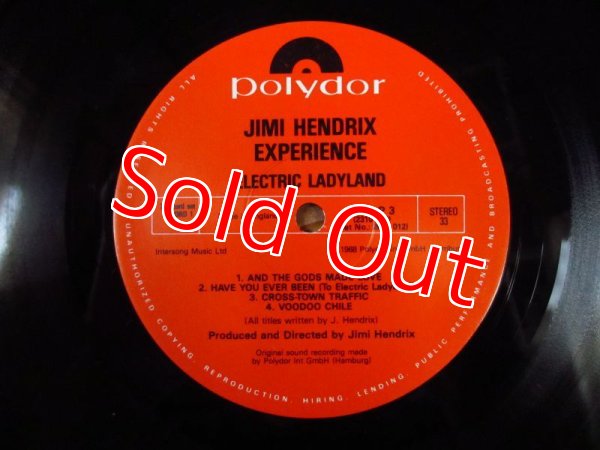 polydor
JIMI HENDRIX
EXPERIENCE
ELECTRIC LADYLAND
3
STEREO
33
Intersong Music Ltd
1. AND THE GODS MADE LOVE
2. HAVE YOU EVER BEEN (To Electric Lady
3. CROSS-TOWN TRAFFIC
4. VOODOO CHILE
(All titles written by J. Hendrix)
Produced and Directed by Jimi Hendrix
Original sound recording made
by Polydor Int GmbH (Hamburg)
ALL RIGHTS
UNAUTHORIZED COPYING, REPRODUCTION, HIRING, LENDING, PUBLIC PERFORMANCE AND BROADCASTING PROHIBITED
Sold Out